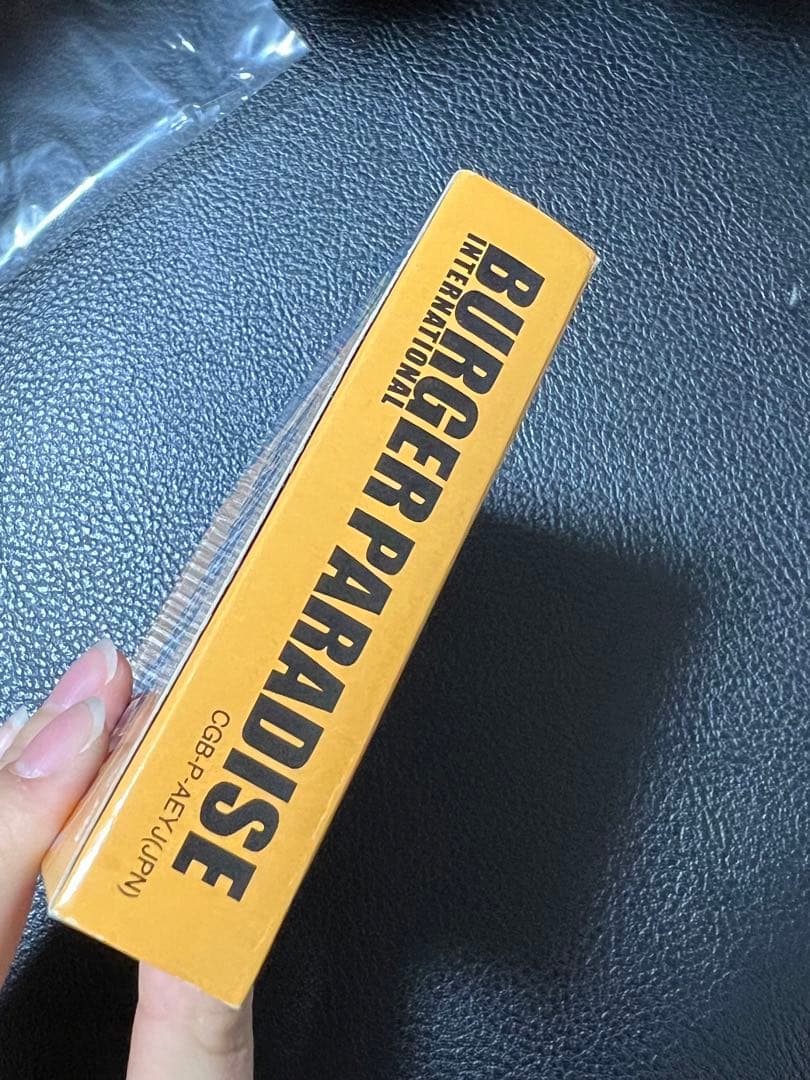 BURGER PARADISE
INTERNATIONAL
CGB-P-AEYJ(JPN)